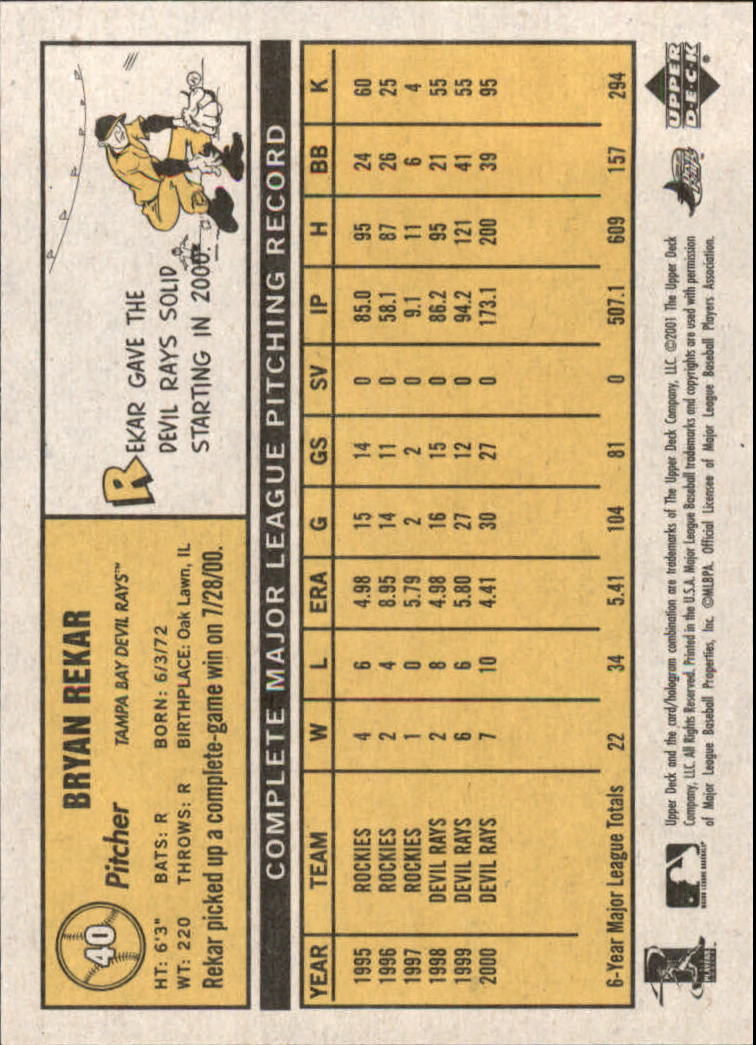 40
BRYAN REKAR
Pitcher TAMPA BAY DEVIL RAYS™
HT: 6'3" BATS: R BORN: 6/3/72
WT: 220 THROWS: R BIRTHPLACE: Oak Lawn, IL
Rekar picked up a complete-game win on 7/28/00.
REKAR GAVE THE
DEVIL RAYS SOLID
STARTING IN 2000.
COMPLETE MAJOR LEAGUE PITCHING RECORD
YEAR TEAM W L ERA G GS SV IP H BB K
1995 ROCKIES 4 6 4.98 15 14 0 85.0 95 24 60
1996 ROCKIES 2 4 8.95 14 11 0 58.1 87 26 25
1997 ROCKIES 1 0 5.79 2 2 0 9.1 11 6 4
1998 DEVIL RAYS 2 8 4.98 16 15 0 86.2 95 21 55
1999 DEVIL RAYS 6 6 5.80 27 12 0 94.2 121 41 55
2000 DEVIL RAYS 7 10 4.41 30 27 0 173.1 200 39 95
6-Year Major League Totals 22 34 5.41 104 81 0 507.1 609 157 294
Upper Deck and the card/hologram combination are trademarks of The Upper Deck Company, LLC. ©2001 The Upper Deck
Company, LLC. All Rights Reserved. Printed in the U.S.A. Major League Baseball trademarks and copyrights are used with permission
of Major League Baseball Properties, Inc. ©MLBPA. Official Licensee of Major League Baseball Players Association.
PLAYERS
MAJOR LEAGUE BASEBALL
UPPER
DECK®